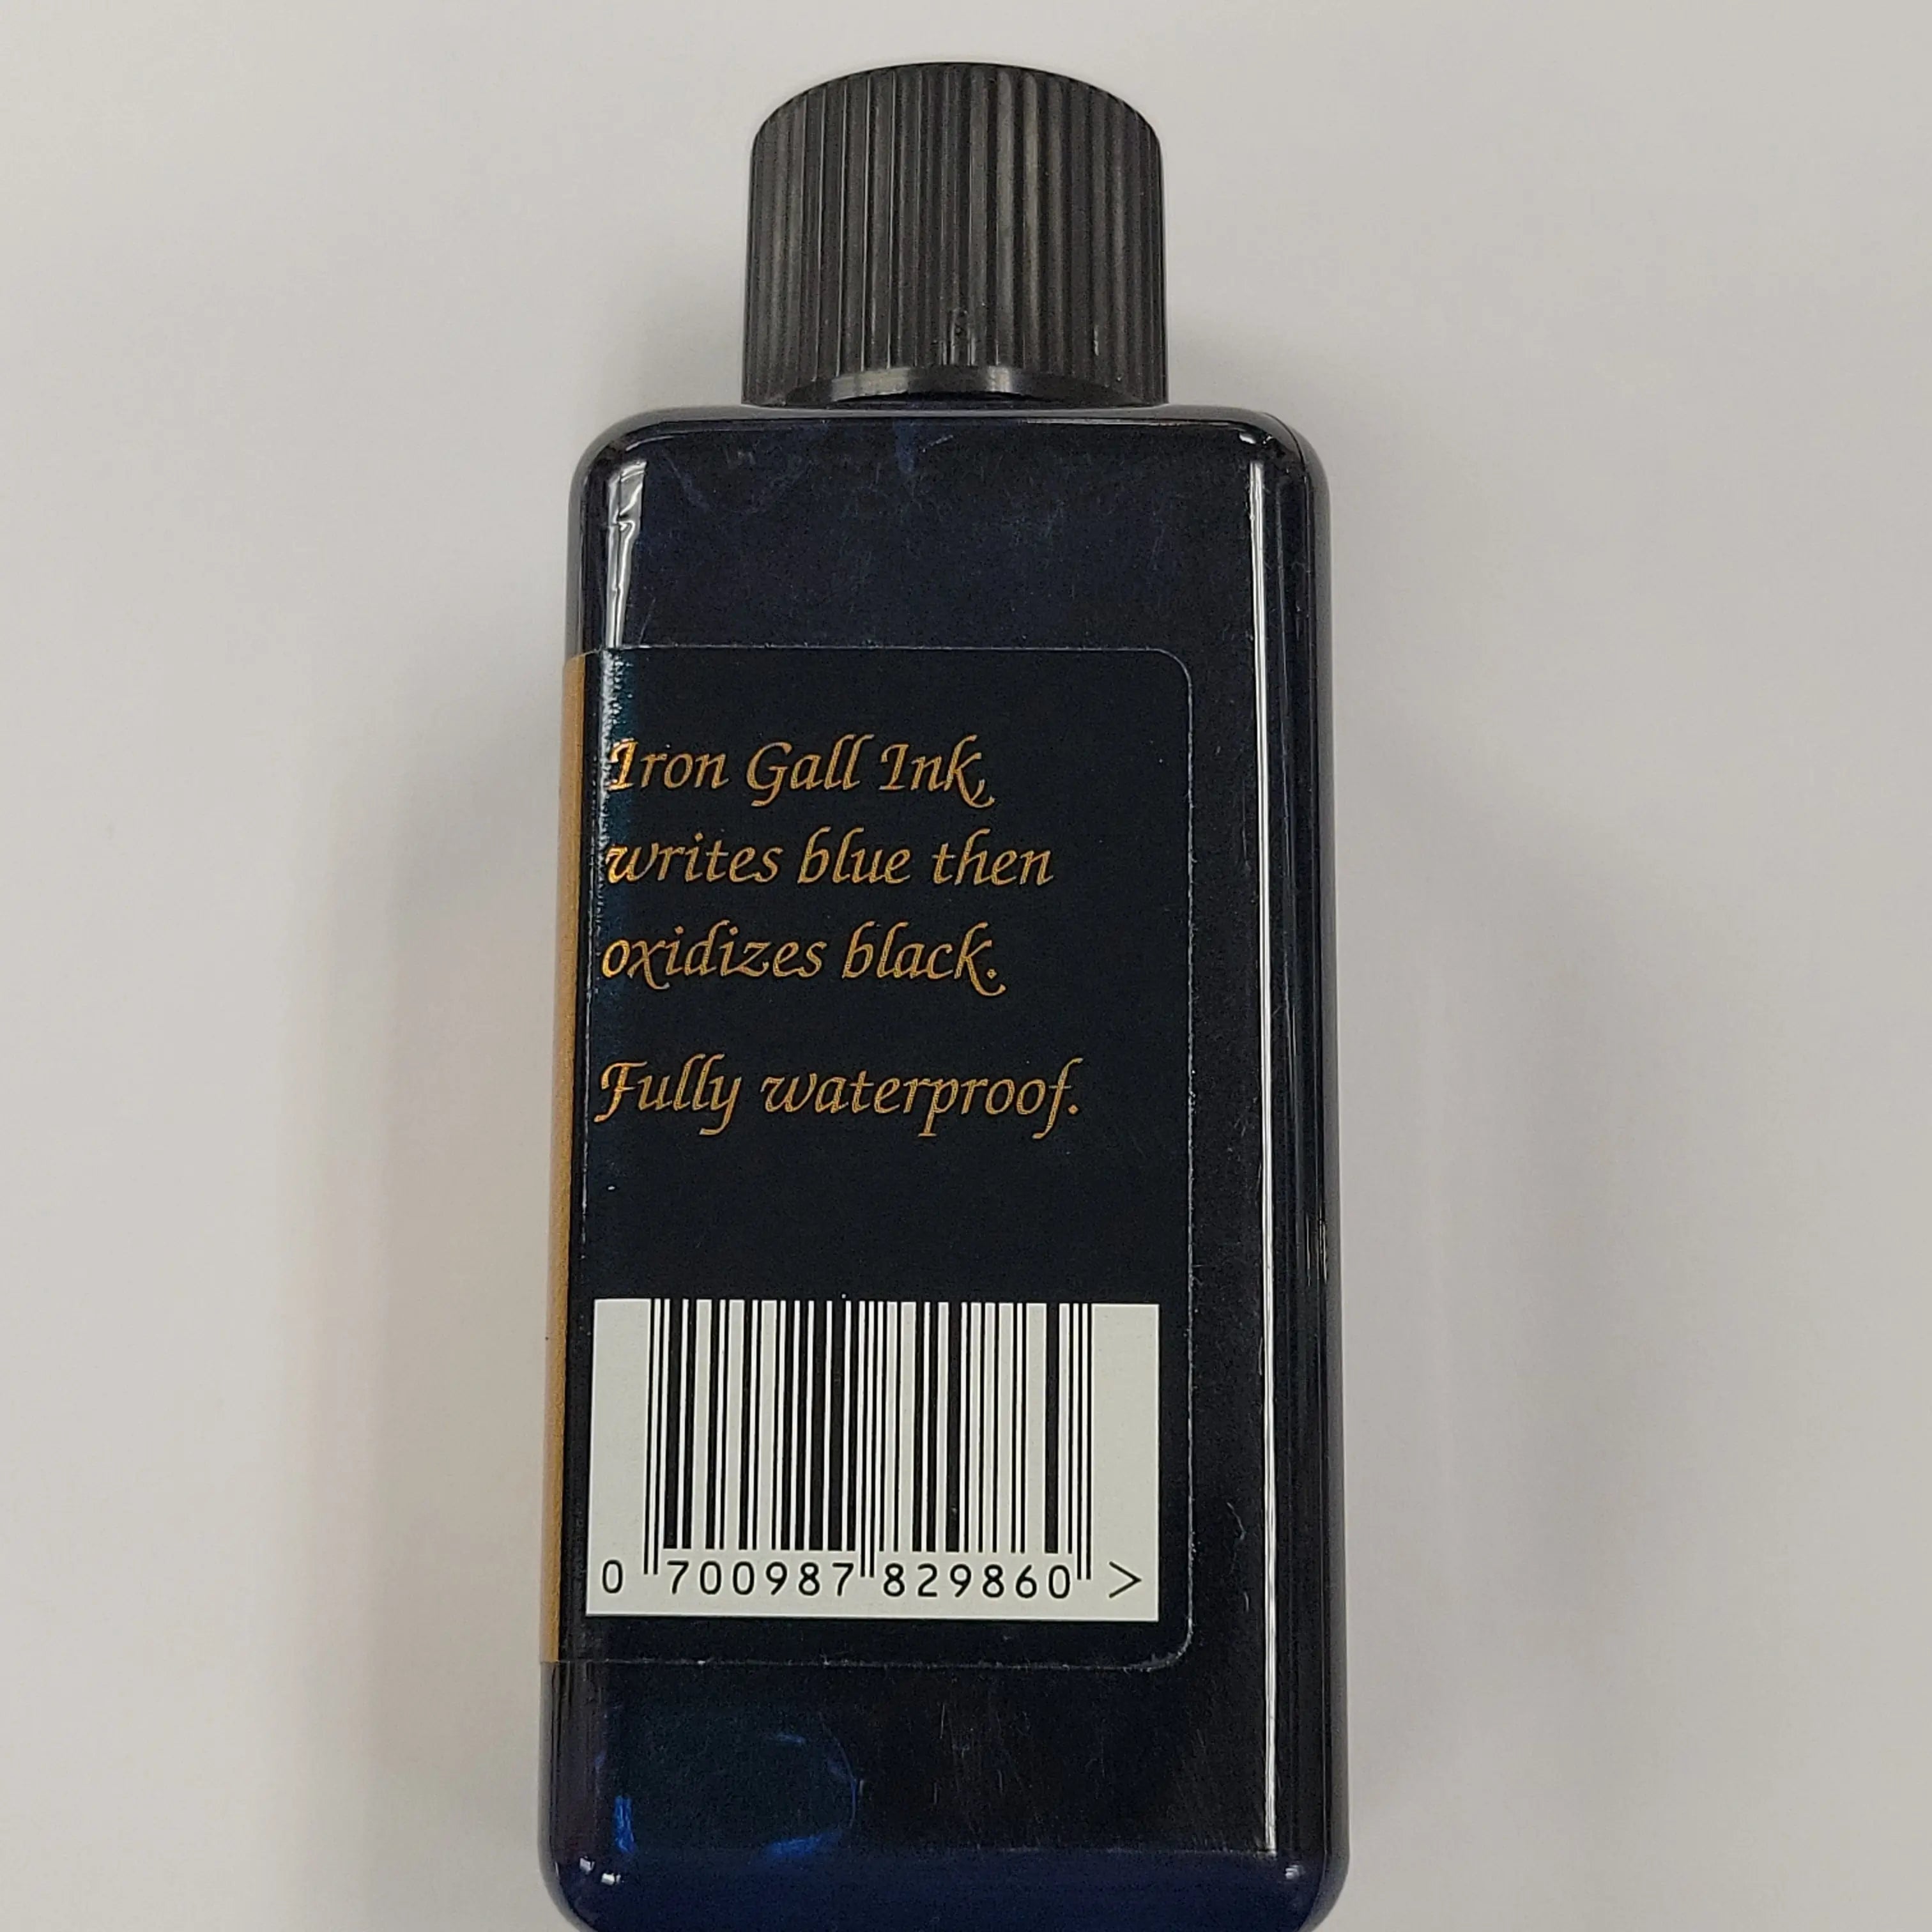 Iron Gall Ink,
writes blue then
oxidizes black.
Fully waterproof.
0 700987 829860 >